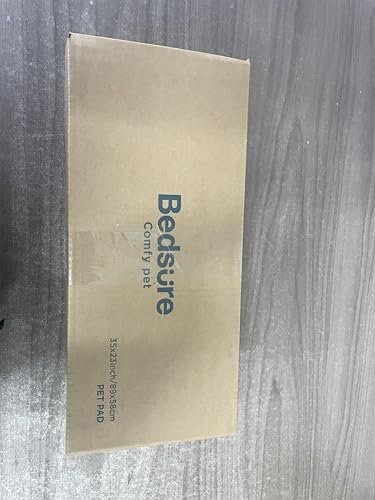 Bedsure
Comfy pet
35x23inch/89x58cm
PET PAD